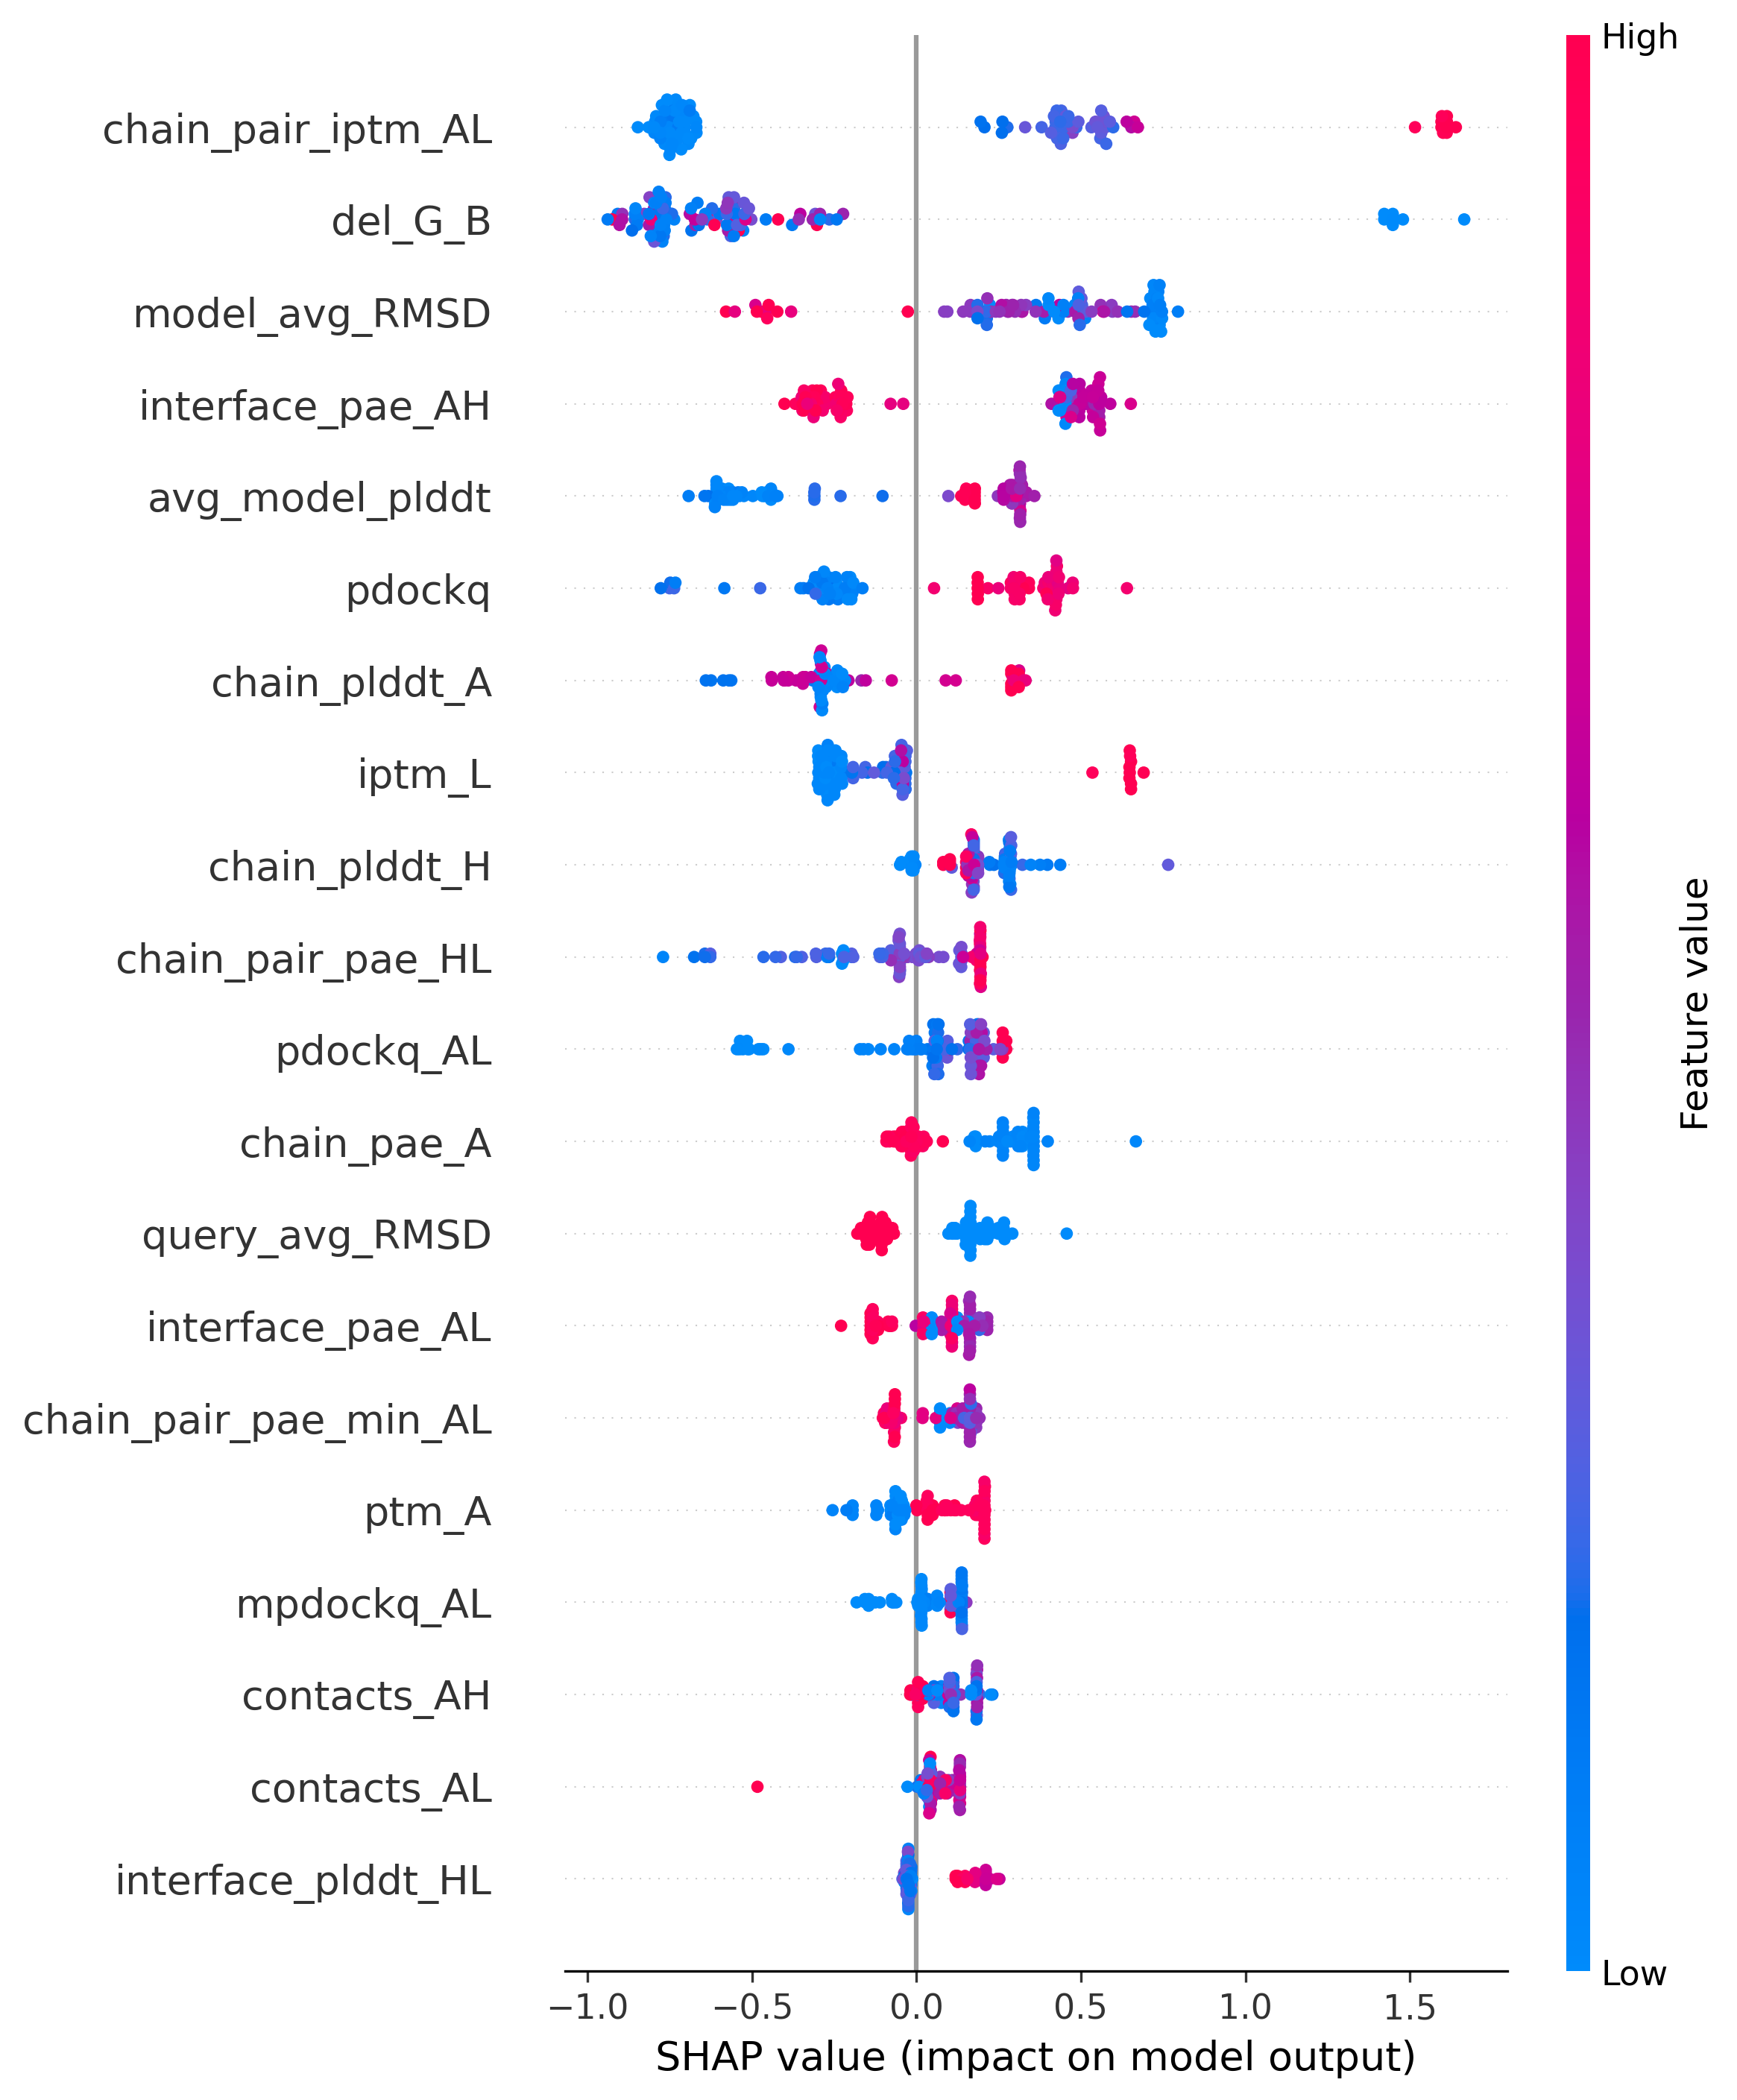 High
chain_pair_iptm_AL
del_G_B
model_avg_RMSD
interface_pae_AH
avg_model_plddt
pdockq
chain_plddt_A
iptm_L
chain_plddt_H
chain_pair_pae_HL
pdockq_AL
chain_pae_A
query_avg_RMSD
interface_pae_AL
chain_pair_pae_min_AL
ptm_A
mpdockq_AL
contacts_AH
contacts_AL
interface_plddt_HL
Feature value
Low
−1.0 −0.5 0.0 0.5 1.0 1.5
SHAP value (impact on model output)